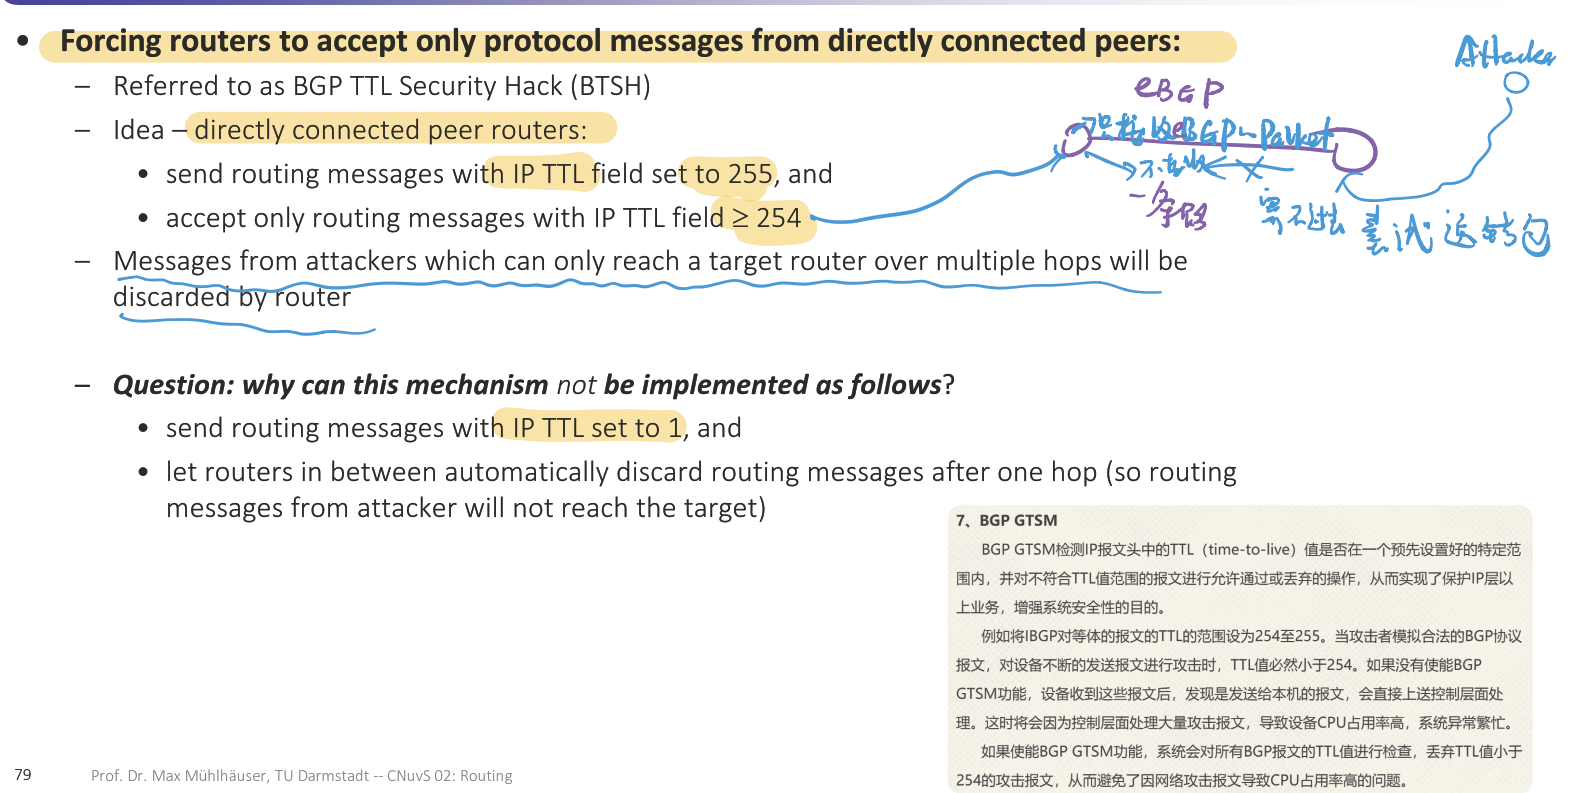 • Forcing routers to accept only protocol messages from directly connected peers:
– Referred to as BGP TTL Security Hack (BTSH)
– Idea – directly connected peer routers:
• send routing messages with IP TTL field set to 255, and
• accept only routing messages with IP TTL field ≥ 254
– Messages from attackers which can only reach a target router over multiple hops will be
discarded by router
Attacker
eBGP
只接收eBGP的Packet
一条路
– Question: why can this mechanism not be implemented as follows?
• send routing messages with IP TTL set to 1, and
• let routers in between automatically discard routing messages after one hop (so routing
messages from attacker will not reach the target)
7、BGP GTSM
BGP GTSM检测IP报文头中的TTL（time-to-live）值是否在一个预先设置好的特定范
围内，并对不符合TTL值范围的报文进行允许通过或丢弃的操作，从而实现了保护IP层以
上业务，增强系统安全性的目的。
例如将IBGP对等体的报文的TTL的范围设为254至255。当攻击者模拟合法的BGP协议
报文，对设备不断的发送报文进行攻击时，TTL值必然小于254。如果没有使能BGP
GTSM功能，设备收到这些报文后，发现是发送给本机的报文，会直接上送控制层面处
理。这时将会因为控制层面处理大量攻击报文，导致设备CPU占用率高，系统异常繁忙。
如果使能BGP GTSM功能，系统会对所有BGP报文的TTL值进行检查，丢弃TTL值小于
254的攻击报文，从而避免了因网络攻击报文导致CPU占用率高的问题。
79 Prof. Dr. Max Mühlhäuser, TU Darmstadt -- CNuvS 02: Routing